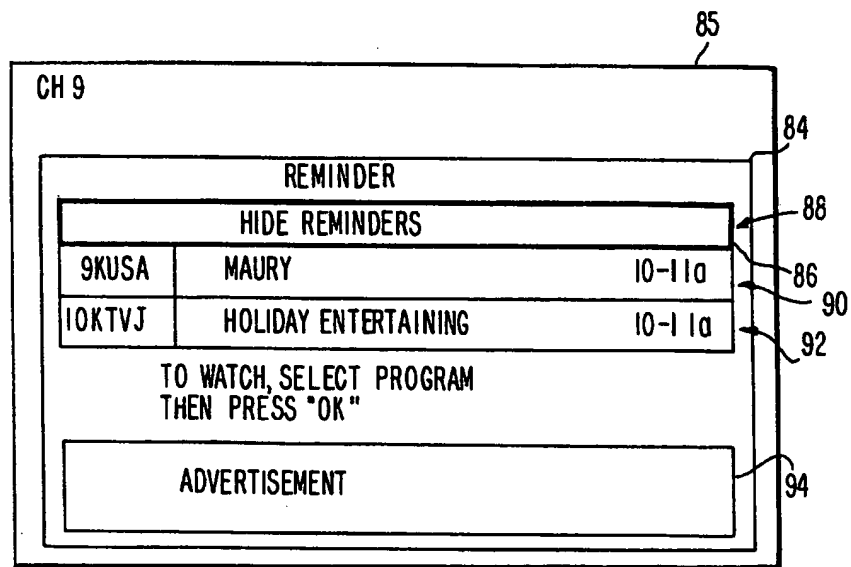 85
CH 9
84
REMINDER
HIDE REMINDERS
88
86
9KUSA MAURY 10-11a
90
10KTVJ HOLIDAY ENTERTAINING 10-11a
92
TO WATCH, SELECT PROGRAM
THEN PRESS "OK"
ADVERTISEMENT
94